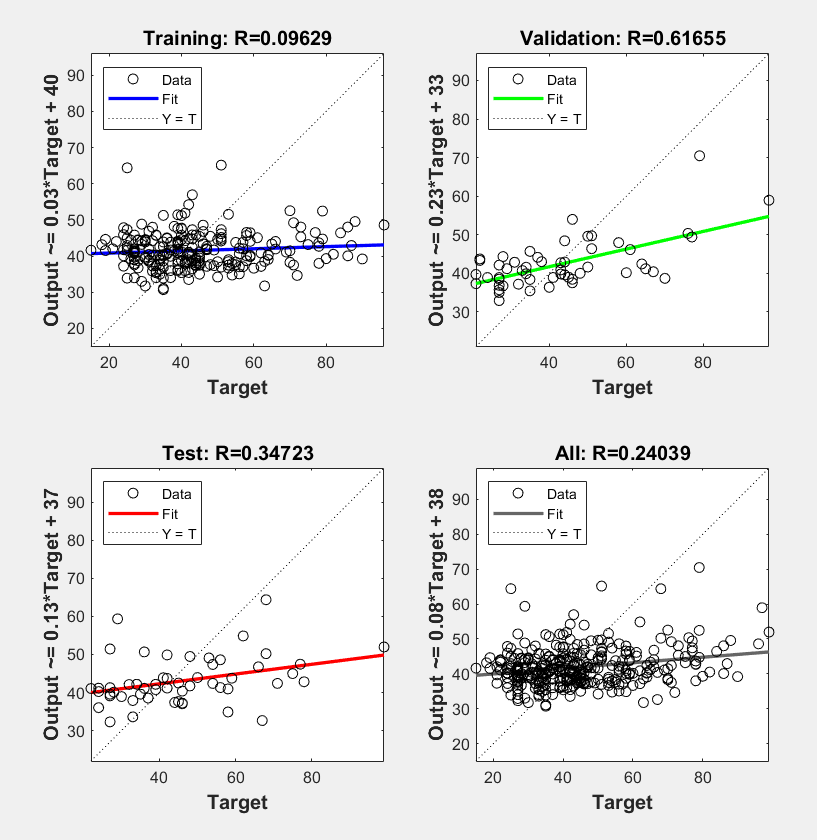 Training: R=0.09629
Output ~= 0.03*Target + 40
90
80
70
60
50
40
30
20
Data
Fit
Y = T
20
40
60
80
Target
Validation: R=0.61655
Output ~= 0.23*Target + 33
90
80
70
60
50
40
30
Data
Fit
Y = T
40
60
80
Target
Test: R=0.34723
Output ~= 0.13*Target + 37
90
80
70
60
50
40
30
Data
Fit
Y = T
40
60
80
Target
All: R=0.24039
Output ~= 0.08*Target + 38
90
80
70
60
50
40
30
20
Data
Fit
Y = T
20
40
60
80
Target